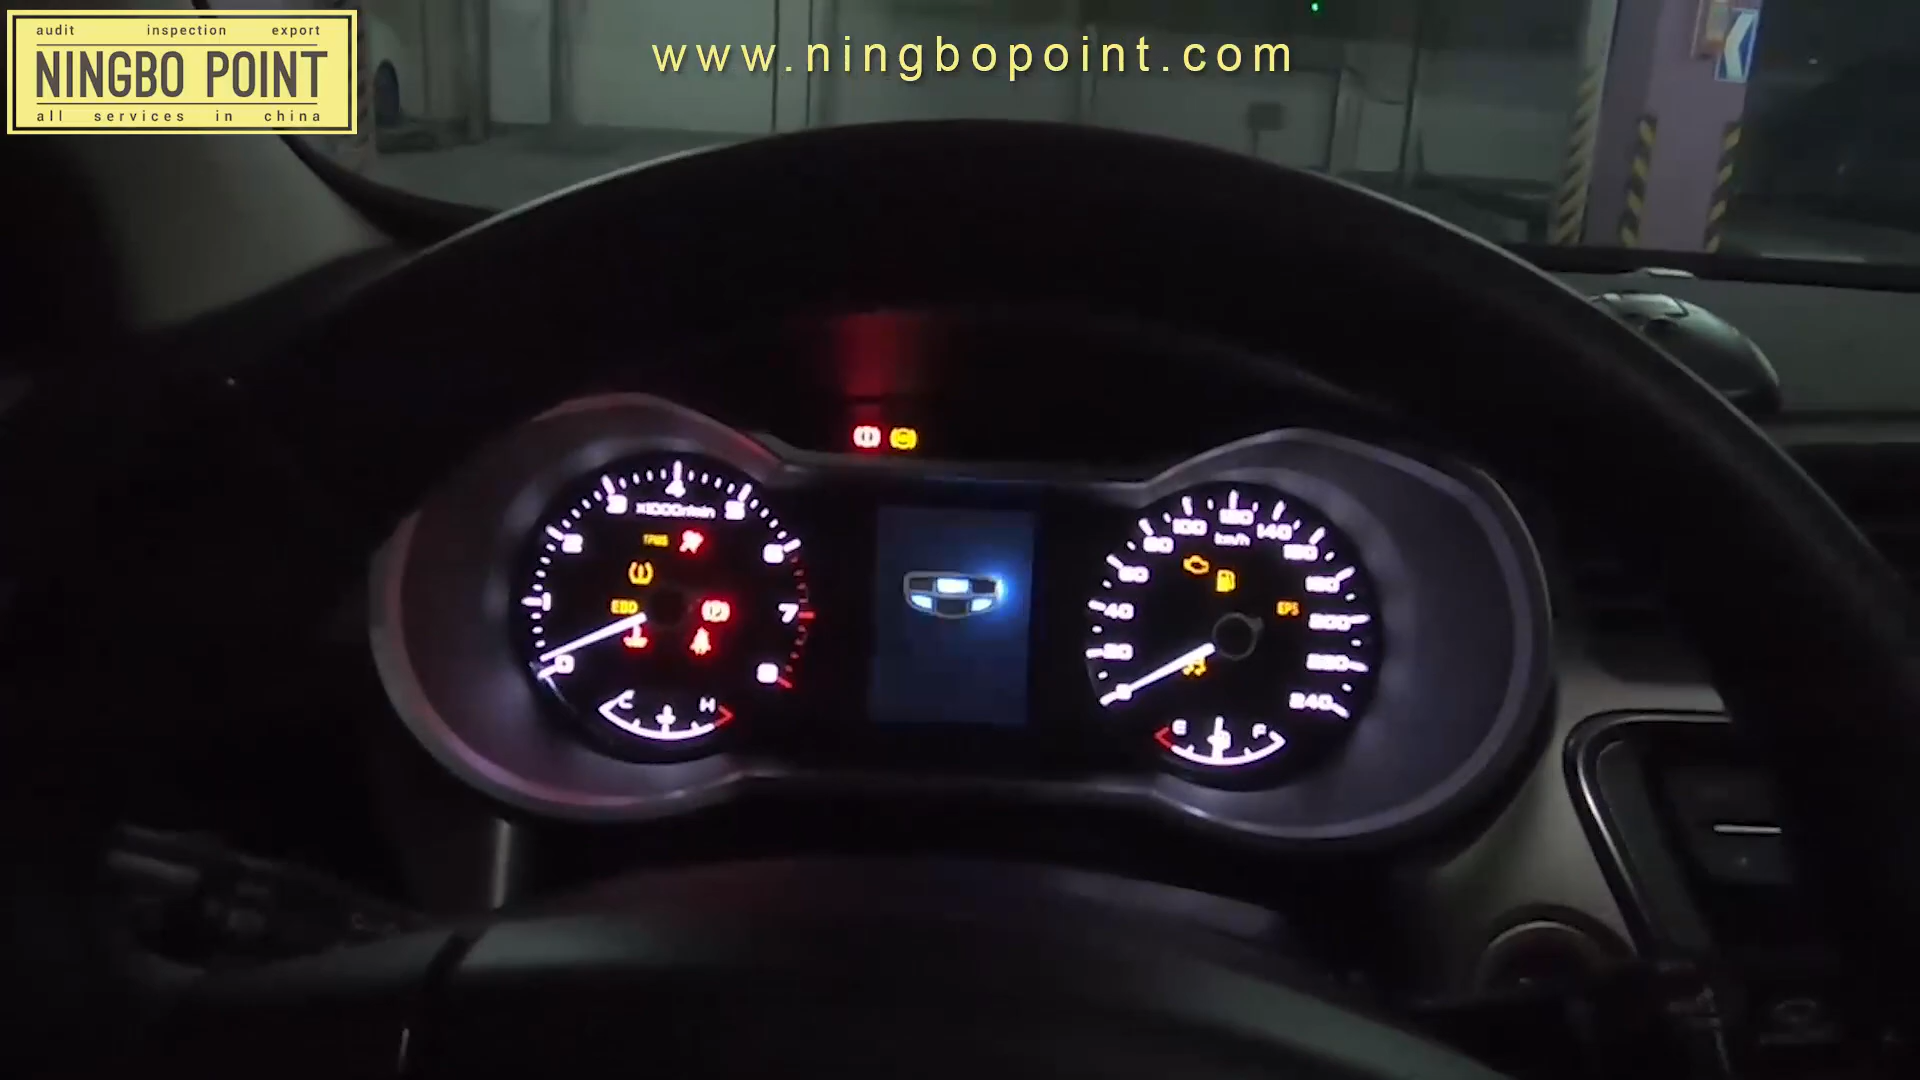 audit inspection export
NINGBO POINT
all services in china
www.ningbopoint.com
0 1 2 3 4 5 6 7 8
x1000r/min
TPMS
EBD
P
C H
0 20 40 60 80 100 120 140 160 180 200 220 240
km/h
EPS
E F